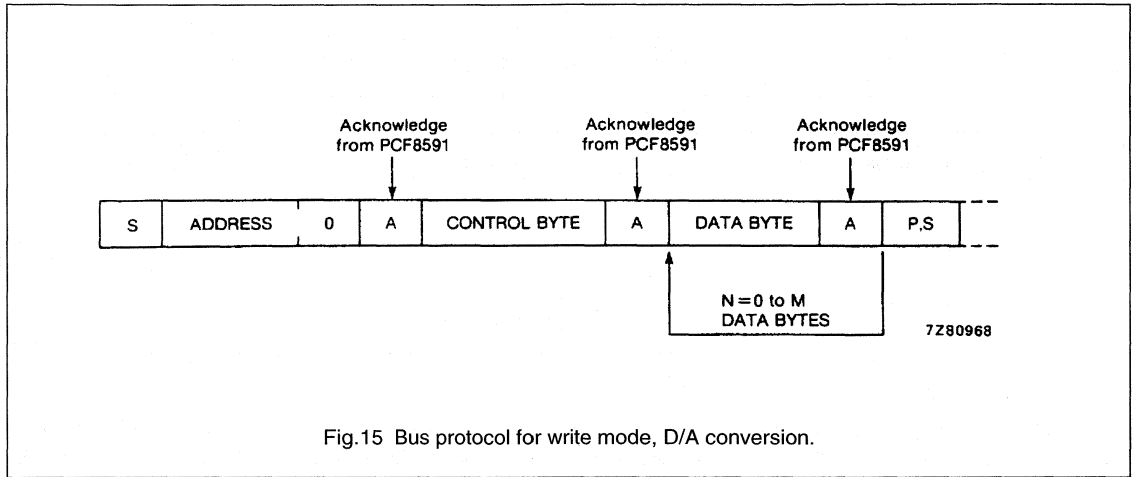 Acknowledge
from PCF8591
Acknowledge
from PCF8591
Acknowledge
from PCF8591
S ADDRESS 0 A CONTROL BYTE A DATA BYTE A P,S
N=0 to M
DATA BYTES
7Z80968
Fig.15 Bus protocol for write mode, D/A conversion.